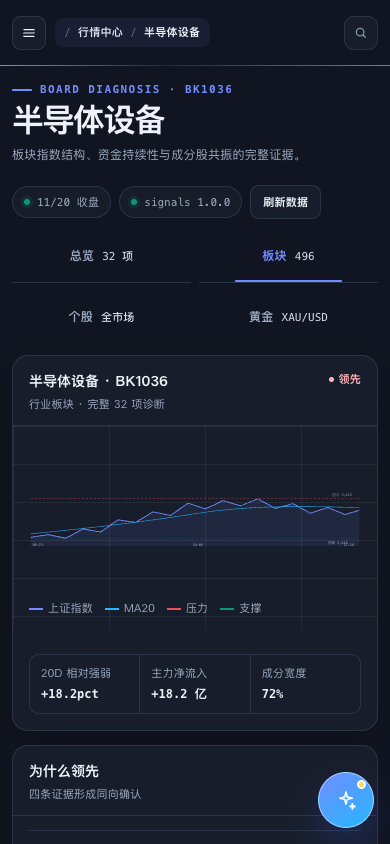 / 行情中心 / 半导体设备
BOARD DIAGNOSIS · BK1036
半导体设备
板块指数结构、资金持续性与成分股共振的完整证据。
11/20 收盘
signals 1.0.0
刷新数据
总览 32 项
板块 496
个股 全市场
黄金 XAU/USD
半导体设备 · BK1036
领先
行业板块 · 完整 32 项诊断
上证指数
MA20
压力
支撑
20D 相对强弱
+18.2pct
主力净流入
+18.2 亿
成分宽度
72%
为什么领先
四条证据形成同向确认